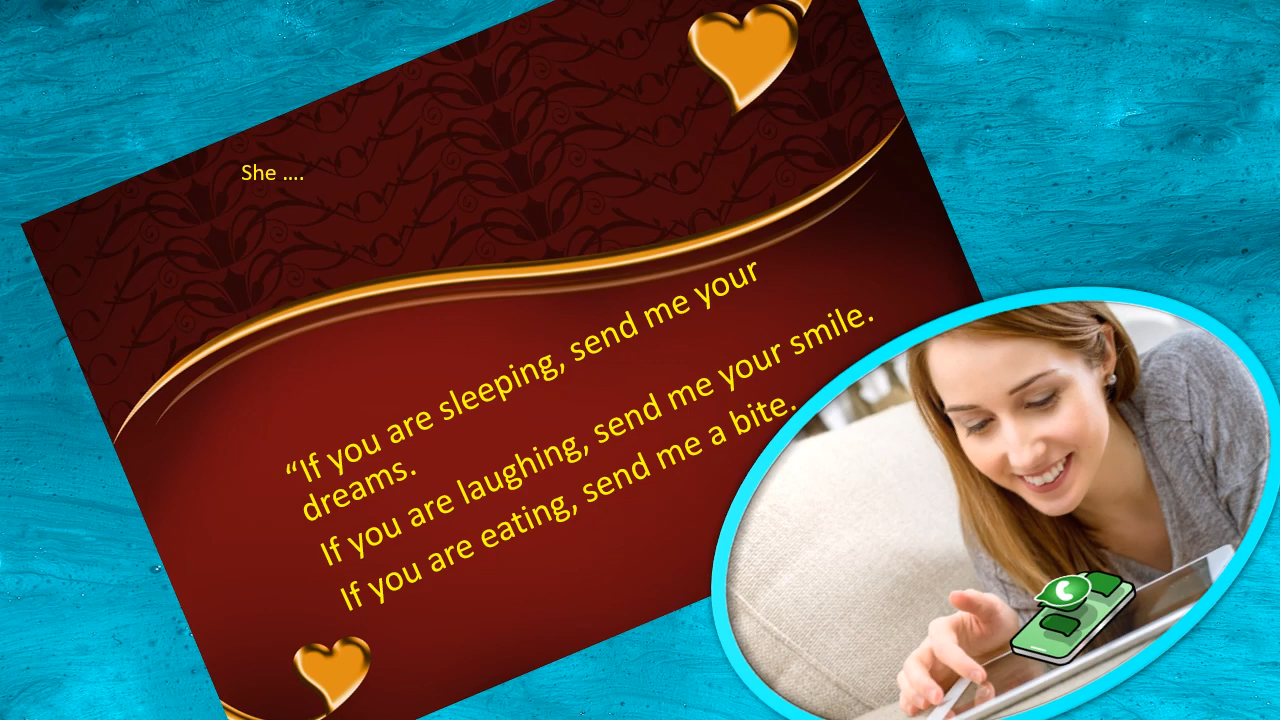 She ....
“If you are sleeping, send me your
dreams.
If you are laughing, send me your smile.
If you are eating, send me a bite.